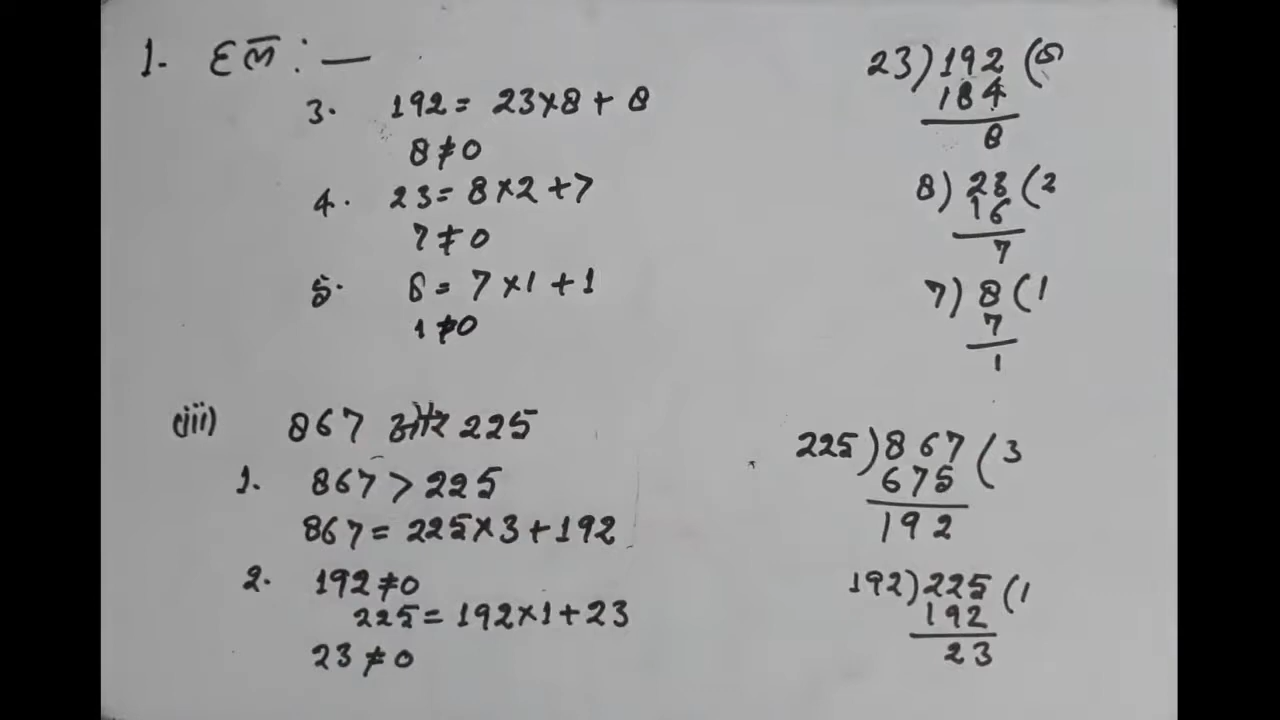 1. हल :—
3. 192 = 23×8 + 8
8 ≠ 0
4. 23 = 8×2 + 7
7 ≠ 0
5. 8 = 7×1 + 1
1 ≠ 0
(iii) 867 और 225
1. 867 > 225
867 = 225×3 + 192
2. 192 ≠ 0
225 = 192×1 + 23
23 ≠ 0
23) 192 (8
184
8
8) 23 (2
16
7
7) 8 (1
7
1
225) 867 (3
675
192
192) 225 (1
192
23